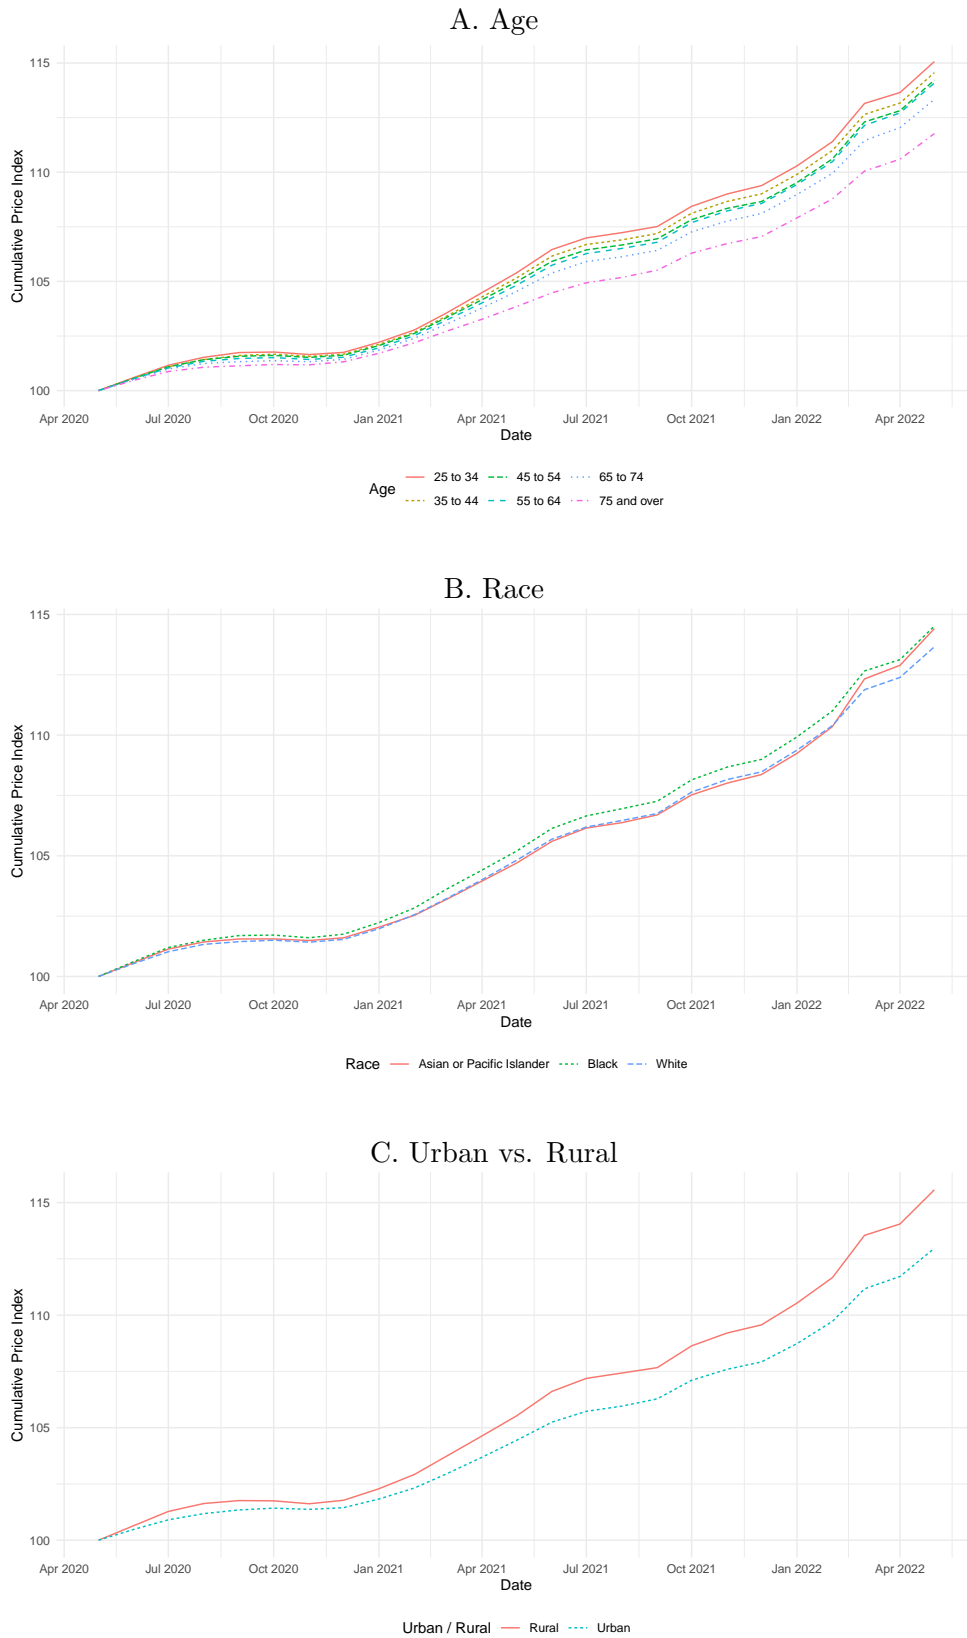 A. Age
Cumulative Price Index
115
110
105
100
Apr 2020 Jul 2020 Oct 2020 Jan 2021 Apr 2021 Jul 2021 Oct 2021 Jan 2022 Apr 2022
Date
Age
25 to 34 45 to 54 65 to 74
35 to 44 55 to 64 75 and over
B. Race
Cumulative Price Index
115
110
105
100
Apr 2020 Jul 2020 Oct 2020 Jan 2021 Apr 2021 Jul 2021 Oct 2021 Jan 2022 Apr 2022
Date
Race Asian or Pacific Islander Black White
C. Urban vs. Rural
Cumulative Price Index
115
110
105
100
Apr 2020 Jul 2020 Oct 2020 Jan 2021 Apr 2021 Jul 2021 Oct 2021 Jan 2022 Apr 2022
Date
Urban / Rural Rural Urban